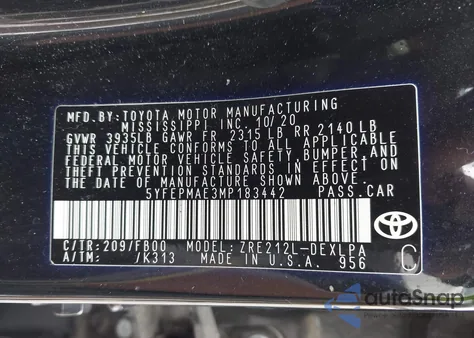 MFD.BY: TOYOTA MOTOR MANUFACTURING
MISSISSIPPI INC. 10/20
GVWR 3935LB GAWR FR 2315 LB RR 2140 LB
THIS VEHICLE CONFORMS TO ALL APPLICABLE
FEDERAL MOTOR VEHICLE SAFETY, BUMPER, AND
THEFT PREVENTION STANDARDS IN EFFECT ON
THE DATE OF MANUFACTURE SHOWN ABOVE.
5YFEPMAE3MP183442 PASS.CAR
C/TR: 209/FB00 MODEL: ZRE212L-DEXLPA
A/TM: /K313 MADE IN U.S.A. 956
C
autoSnap